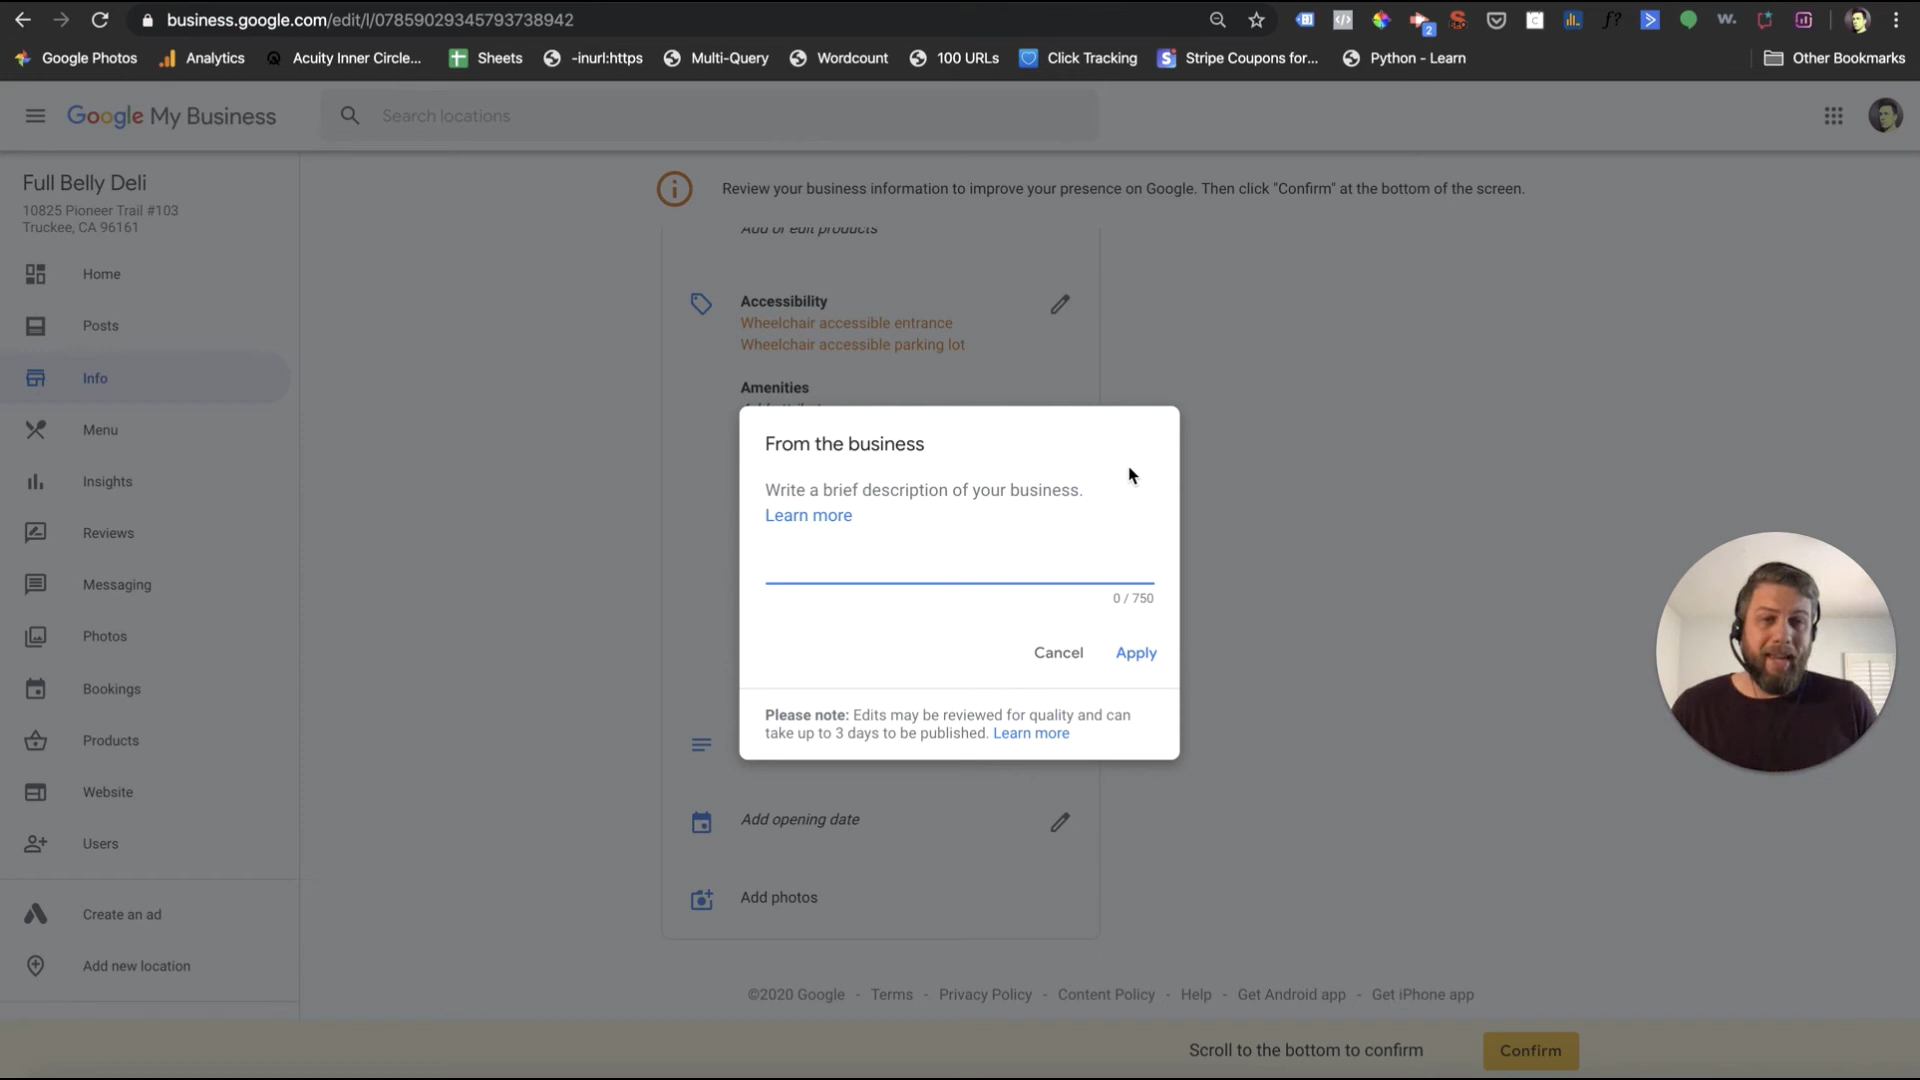 business.google.com/edit/l/07859029345793738942
2
Google Photos
Analytics
Acuity Inner Circle...
Sheets
-inurl:https
Multi-Query
Wordcount
100 URLs
Click Tracking
Stripe Coupons for...
Python - Learn
Other Bookmarks
Google My Business
Search locations
Full Belly Deli
10825 Pioneer Trail #103
Truckee, CA 96161
Review your business information to improve your presence on Google. Then click "Confirm" at the bottom of the screen.
Add or edit products
Home
Posts
Info
Menu
Insights
Reviews
Messaging
Photos
Bookings
Products
Website
Users
Create an ad
Add new location
Accessibility
Wheelchair accessible entrance
Wheelchair accessible parking lot
Amenities
From the business
Write a brief description of your business.
Learn more
0 / 750
Cancel
Apply
Please note: Edits may be reviewed for quality and can
take up to 3 days to be published. Learn more
Add opening date
Add photos
©2020 Google - Terms - Privacy Policy - Content Policy - Help - Get Android app - Get iPhone app
Scroll to the bottom to confirm
Confirm